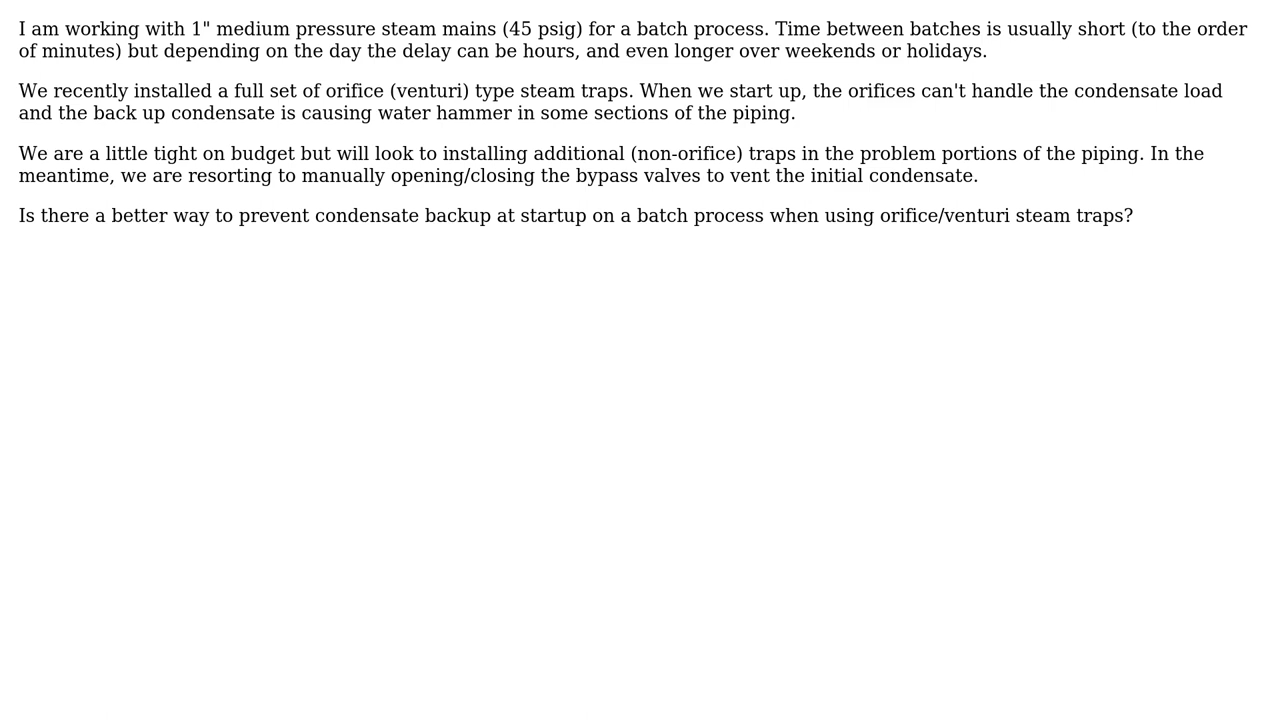 I am working with 1" medium pressure steam mains (45 psig) for a batch process. Time between batches is usually short (to the order
of minutes) but depending on the day the delay can be hours, and even longer over weekends or holidays.
We recently installed a full set of orifice (venturi) type steam traps. When we start up, the orifices can't handle the condensate load
and the back up condensate is causing water hammer in some sections of the piping.
We are a little tight on budget but will look to installing additional (non-orifice) traps in the problem portions of the piping. In the
meantime, we are resorting to manually opening/closing the bypass valves to vent the initial condensate.
Is there a better way to prevent condensate backup at startup on a batch process when using orifice/venturi steam traps?